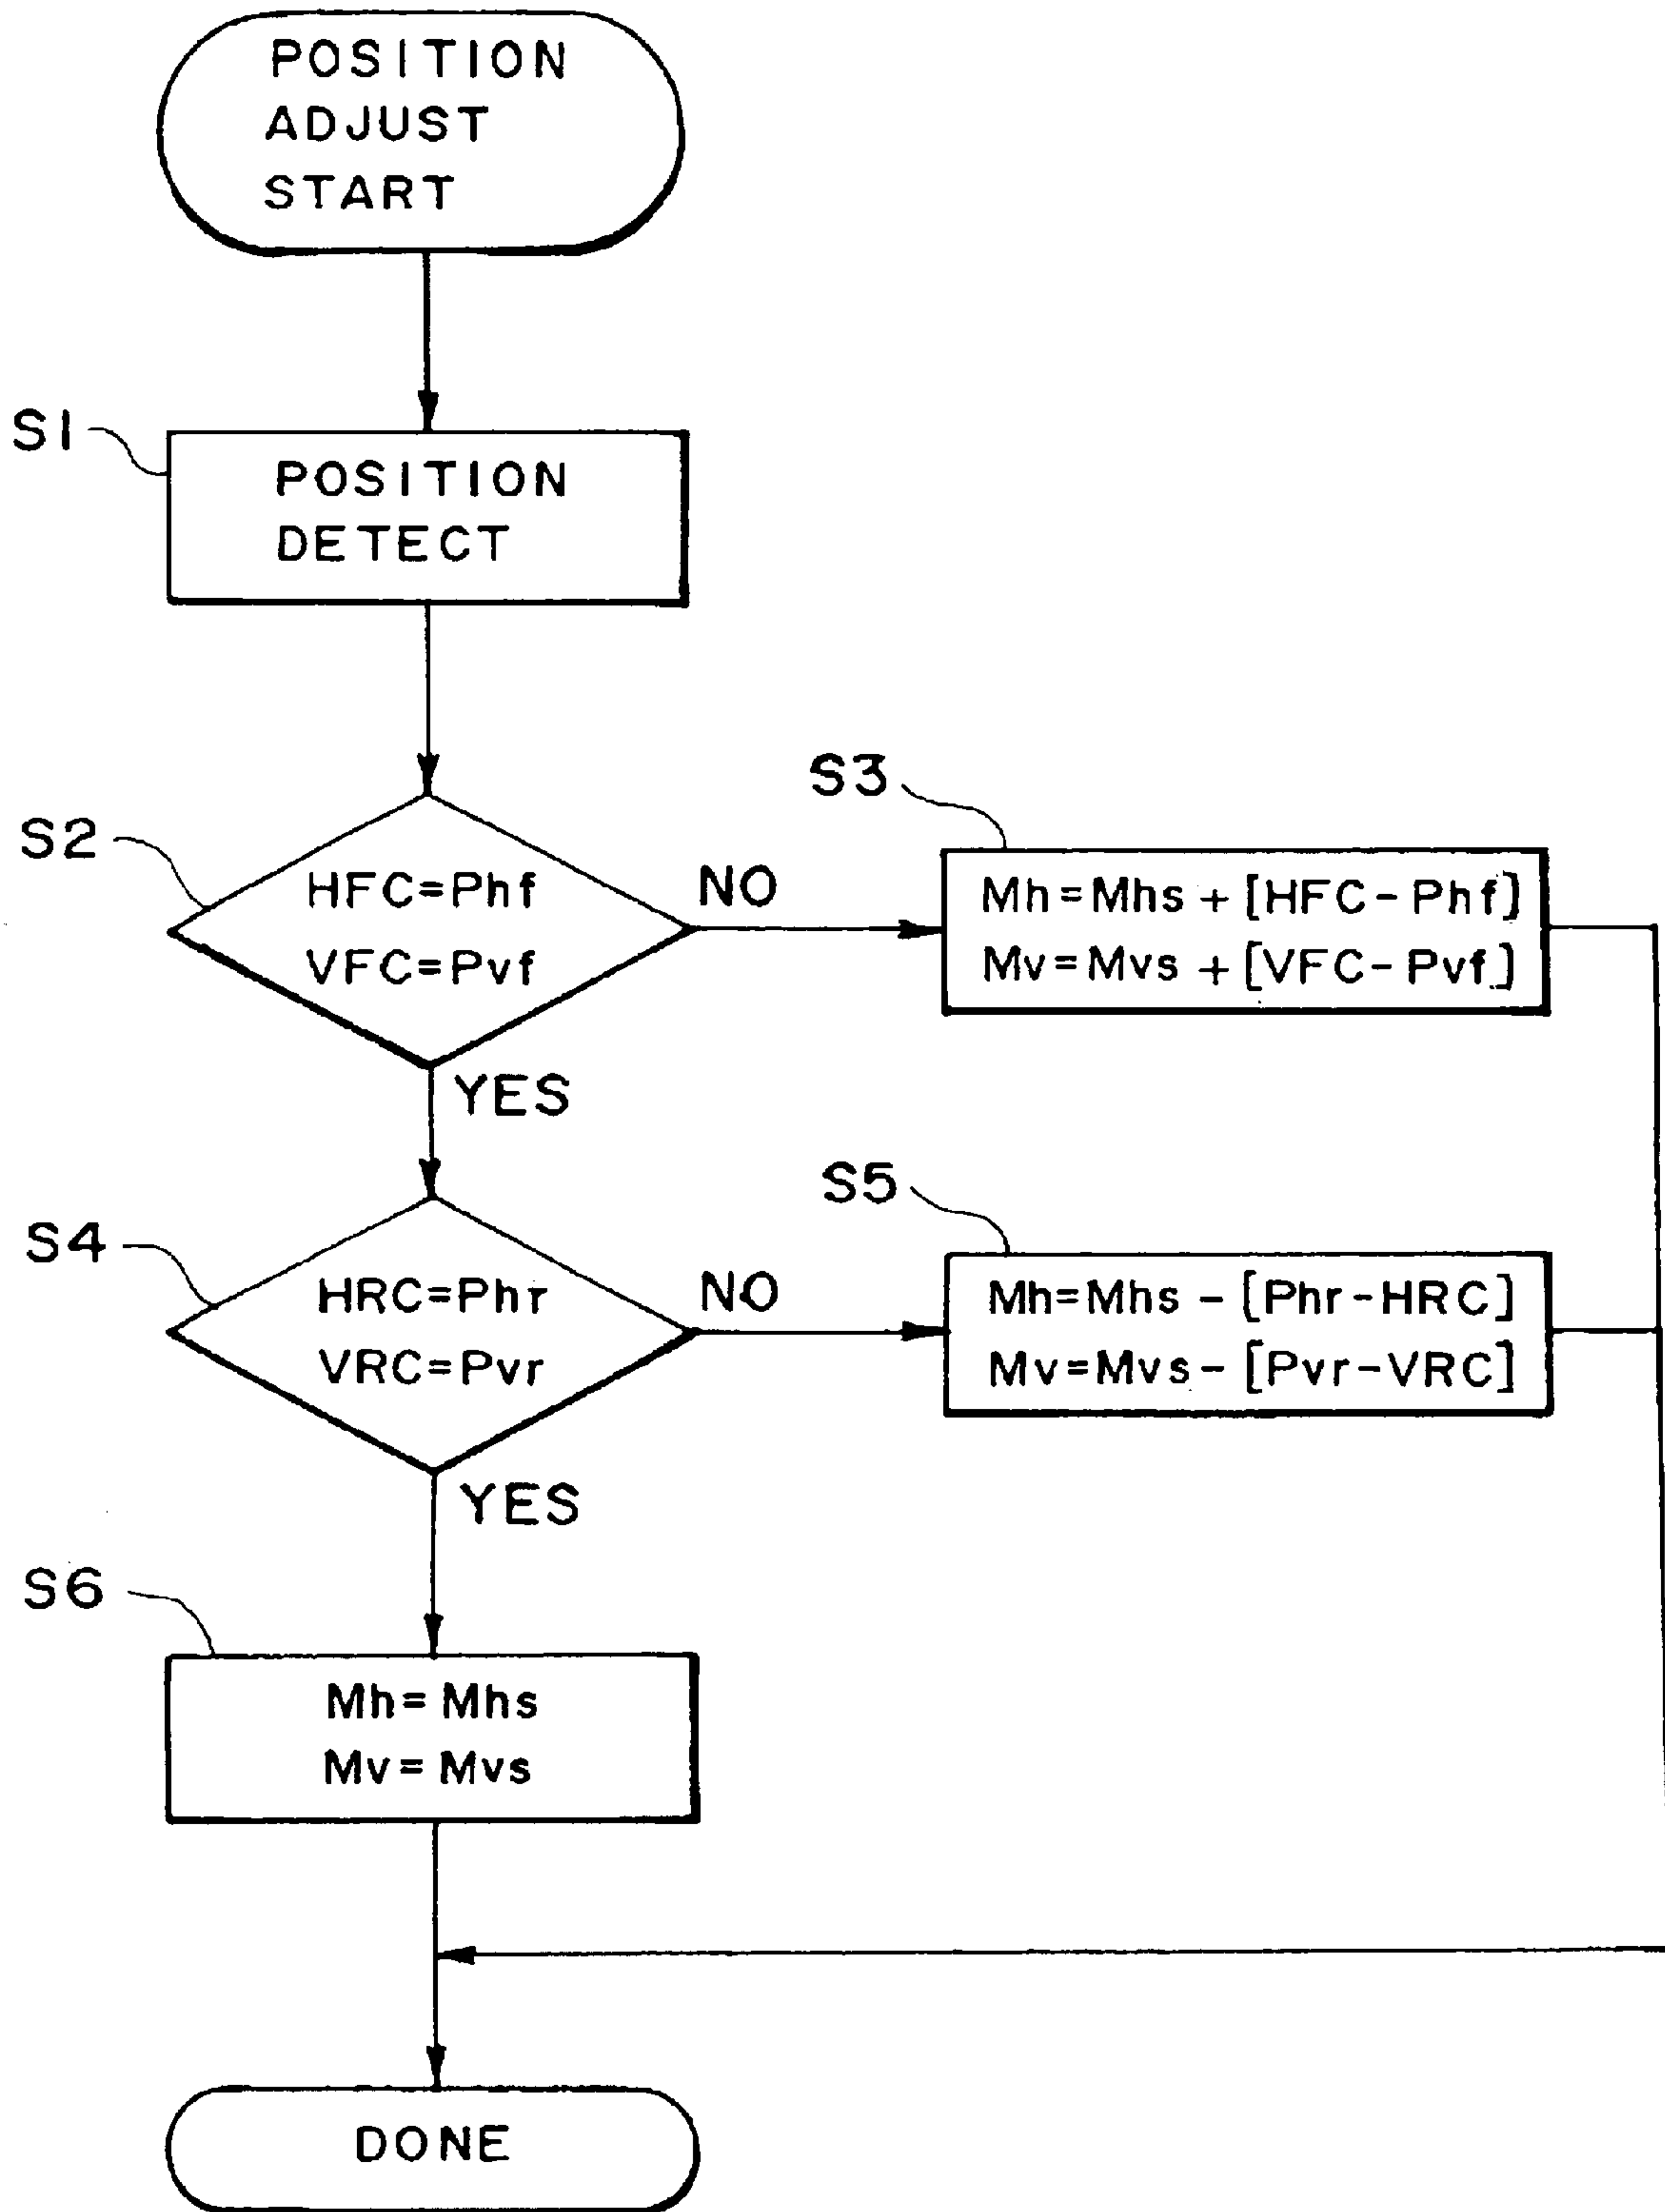 POSITION
ADJUST
START
S1
POSITION
DETECT
S2
HFC=Phf
VFC=Pvf
NO
YES
S3
Mh=Mhs+[HFC-Phf]
Mv=Mvs+[VFC-Pvf]
S4
HRC=Phr
VRC=Pvr
NO
YES
S5
Mh=Mhs-[Phr-HRC]
Mv=Mvs-[Pvr-VRC]
S6
Mh=Mhs
Mv=Mvs
DONE